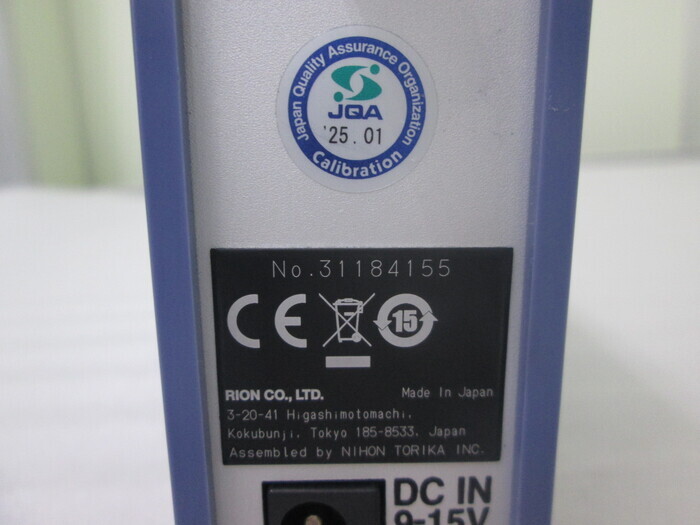 Japan Quality Assurance Organization
JQA
'25.01
Calibration
No.31184155
CE
15
RION CO., LTD. Made In Japan
3-20-41 Higashimotomachi,
Kokubunji, Tokyo 185-8533, Japan
Assembled by NIHON TORIKA INC.
DC IN
9-15V